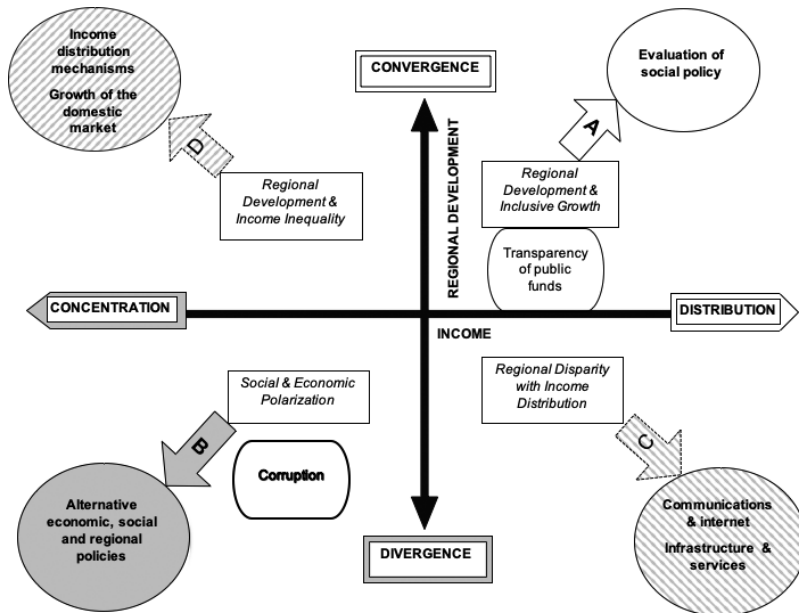 Income
distribution
mechanisms
Growth of the
domestic
market
CONVERGENCE
Evaluation of
social policy
D
A
REGIONAL DEVELOPMENT
Regional
Development &
Income Inequality
Regional
Development &
Inclusive Growth
Transparency
of public
funds
CONCENTRATION
DISTRIBUTION
INCOME
Social & Economic
Polarization
Regional Disparity
with Income
Distribution
B
C
Corruption
Alternative
economic, social
and regional
policies
DIVERGENCE
Communications
& internet
Infrastructure &
services